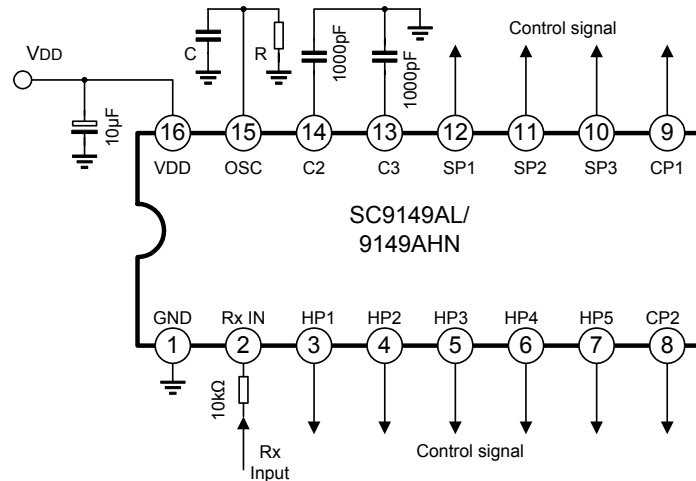 VDD
C
R
1000pF
1000pF
Control signal
10µF
16
15
14
13
12
11
10
9
VDD
OSC
C2
C3
SP1
SP2
SP3
CP1
SC9149AL/
9149AHN
GND
Rx IN
HP1
HP2
HP3
HP4
HP5
CP2
1
2
3
4
5
6
7
8
10kΩ
Rx
Input
Control signal